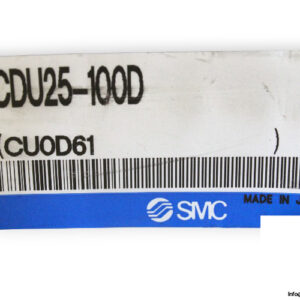 CDU25-100D
(CU0D61 )
SMC
MADE IN J